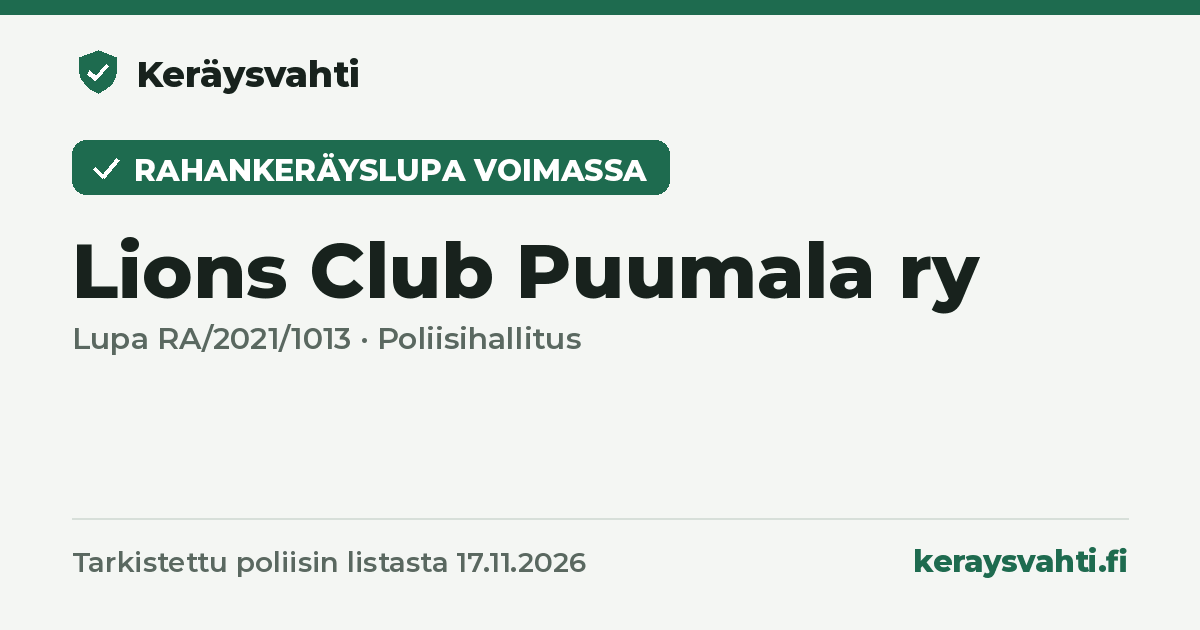 Keräysvahti
RAHANKERÄYSLUPA VOIMASSA
Lions Club Puumala ry
Lupa RA/2021/1013 · Poliisihallitus
Tarkistettu poliisin listasta 17.11.2026
keraysvahti.fi